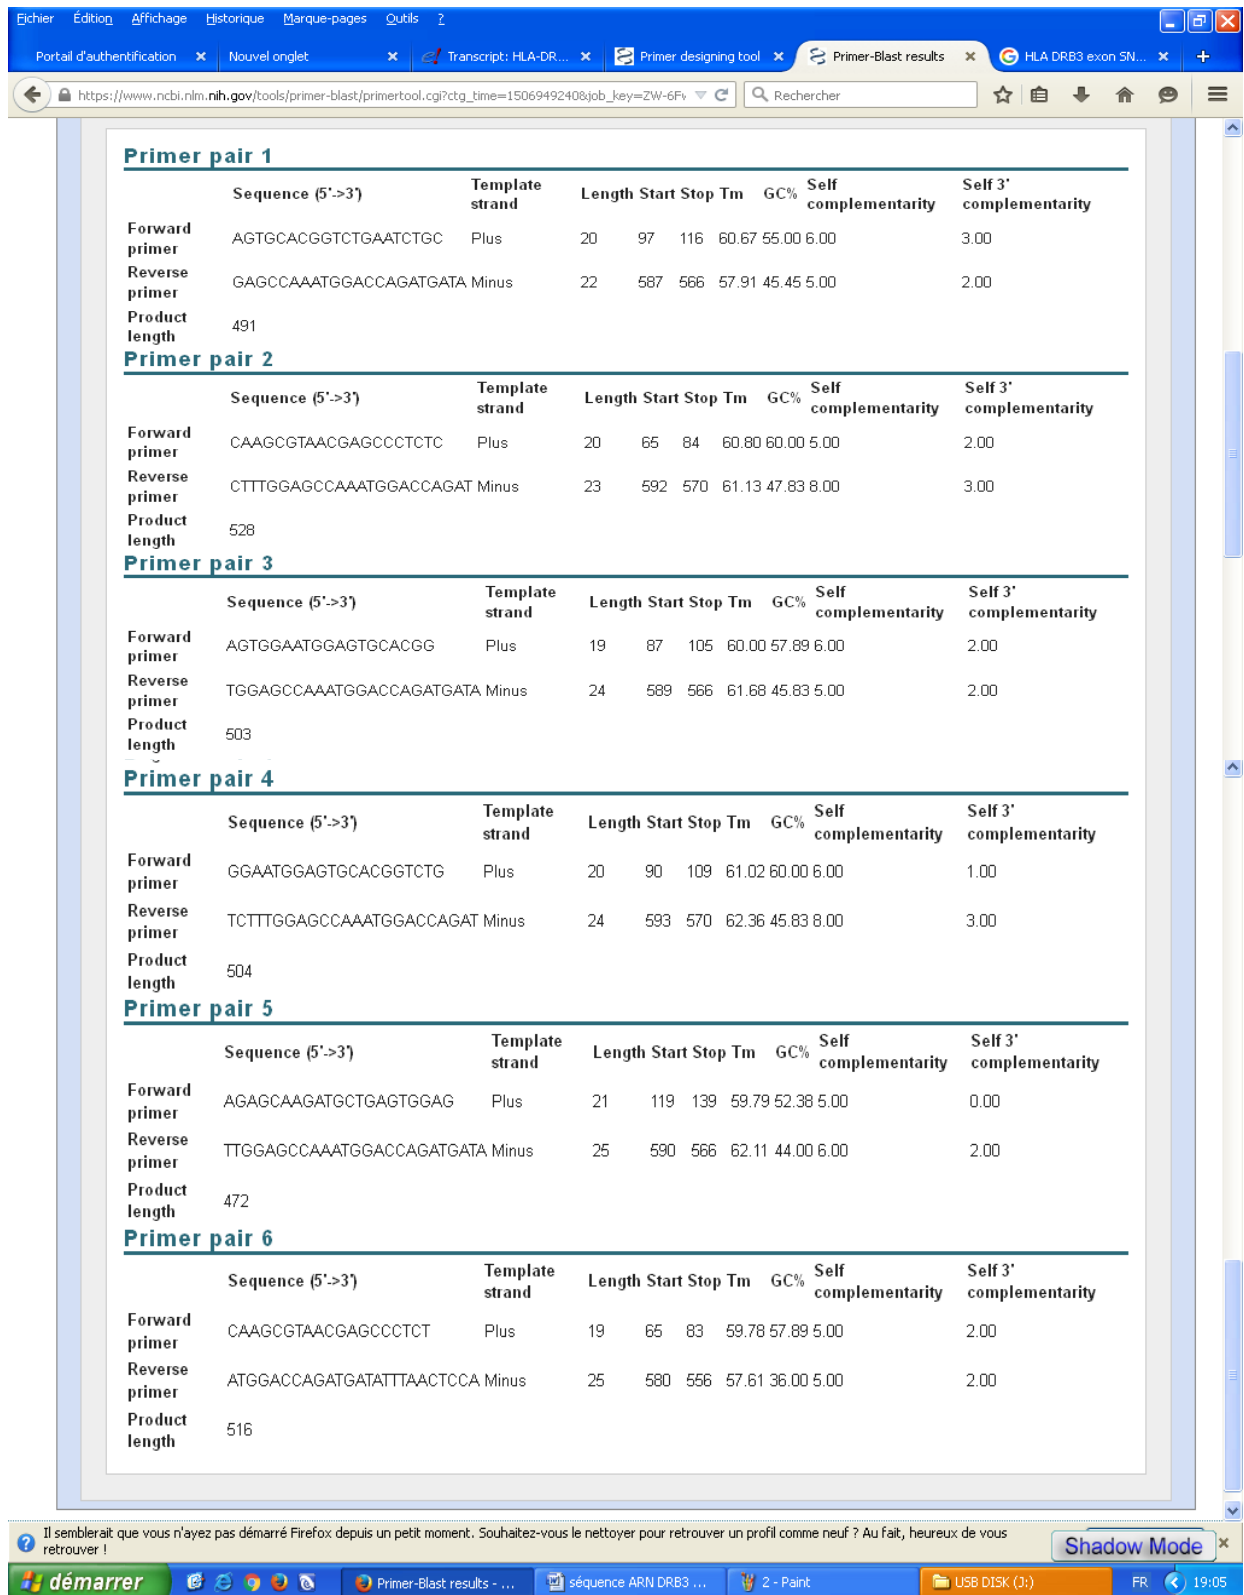 Fichier Édition Affichage Historique Marque-pages Outils ?
Portail d'authentification Nouvel onglet Transcript: HLA-DR... Primer designing tool Primer-Blast results HLA DRB3 exon SN...
https://www.ncbi.nlm.nih.gov/tools/primer-blast/primertool.cgi?ctg_time=1506949240&job_key=ZW-6F Rechercher
Primer pair 1
Sequence (5'->3') Template strand Length Start Stop Tm GC% Self complementarity Self 3' complementarity
Forward primer AGTGCACGGTCTGAATCTGC Plus 20 97 116 60.67 55.00 6.00 3.00
Reverse primer GAGCCAAATGGACCAGATGATA Minus 22 587 566 57.91 45.45 5.00 2.00
Product length 491
Primer pair 2
Sequence (5'->3') Template strand Length Start Stop Tm GC% Self complementarity Self 3' complementarity
Forward primer CAAGCGTAACGAGCCCTCTC Plus 20 65 84 60.80 60.00 5.00 2.00
Reverse primer CTTTGGAGCCAAATGGACCAGAT Minus 23 592 570 61.13 47.83 8.00 3.00
Product length 528
Primer pair 3
Sequence (5'->3') Template strand Length Start Stop Tm GC% Self complementarity Self 3' complementarity
Forward primer AGTGGAATGGAGTGCACGG Plus 19 87 105 60.00 57.89 6.00 2.00
Reverse primer TGGAGCCAAATGGACCAGATGATA Minus 24 589 566 61.68 45.83 5.00 2.00
Product length 503
Primer pair 4
Sequence (5'->3') Template strand Length Start Stop Tm GC% Self complementarity Self 3' complementarity
Forward primer GGAATGGAGTGCACGGTCTG Plus 20 90 109 61.02 60.00 6.00 1.00
Reverse primer TCTTTGGAGCCAAATGGACCAGAT Minus 24 593 570 62.36 45.83 8.00 3.00
Product length 504
Primer pair 5
Sequence (5'->3') Template strand Length Start Stop Tm GC% Self complementarity Self 3' complementarity
Forward primer AGAGCAAGATGCTGAGTGGAG Plus 21 119 139 59.79 52.38 5.00 0.00
Reverse primer TTGGAGCCAAATGGACCAGATGATA Minus 25 590 566 62.11 44.00 6.00 2.00
Product length 472
Primer pair 6
Sequence (5'->3') Template strand Length Start Stop Tm GC% Self complementarity Self 3' complementarity
Forward primer CAAGCGTAACGAGCCCTCT Plus 19 65 83 59.78 57.89 5.00 2.00
Reverse primer ATGGACCAGATGATATTTAACTCCA Minus 25 580 556 57.61 36.00 5.00 2.00
Product length 516
Il semblerait que vous n'ayez pas démarré Firefox depuis un petit moment. Souhaitez-vous le nettoyer pour retrouver un profil comme neuf ? Au fait, heureux de vous
retrouver !
Shadow Mode
démarrer Primer-Blast results - ... séquence ARN DRB3 ... 2 - Paint USB DISK (J:) FR 19:05